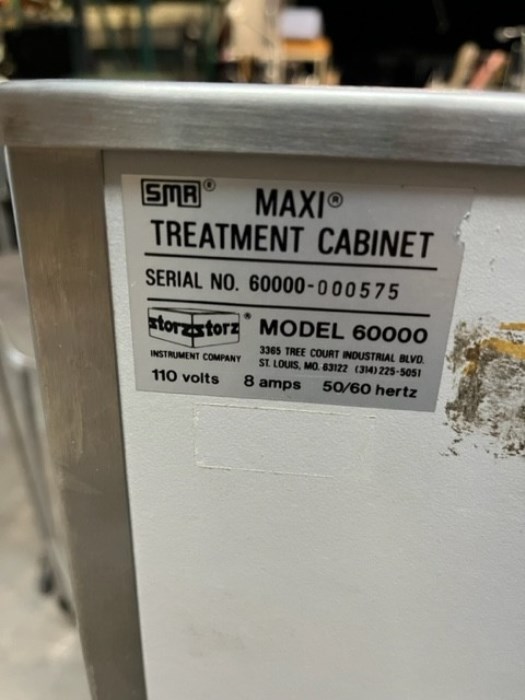 SMR® MAXI®
TREATMENT CABINET
SERIAL NO. 60000-000575
storz storz® MODEL 60000
INSTRUMENT COMPANY 3365 TREE COURT INDUSTRIAL BLVD.
ST. LOUIS, MO. 63122 (314) 225-5051
110 volts 8 amps 50/60 hertz